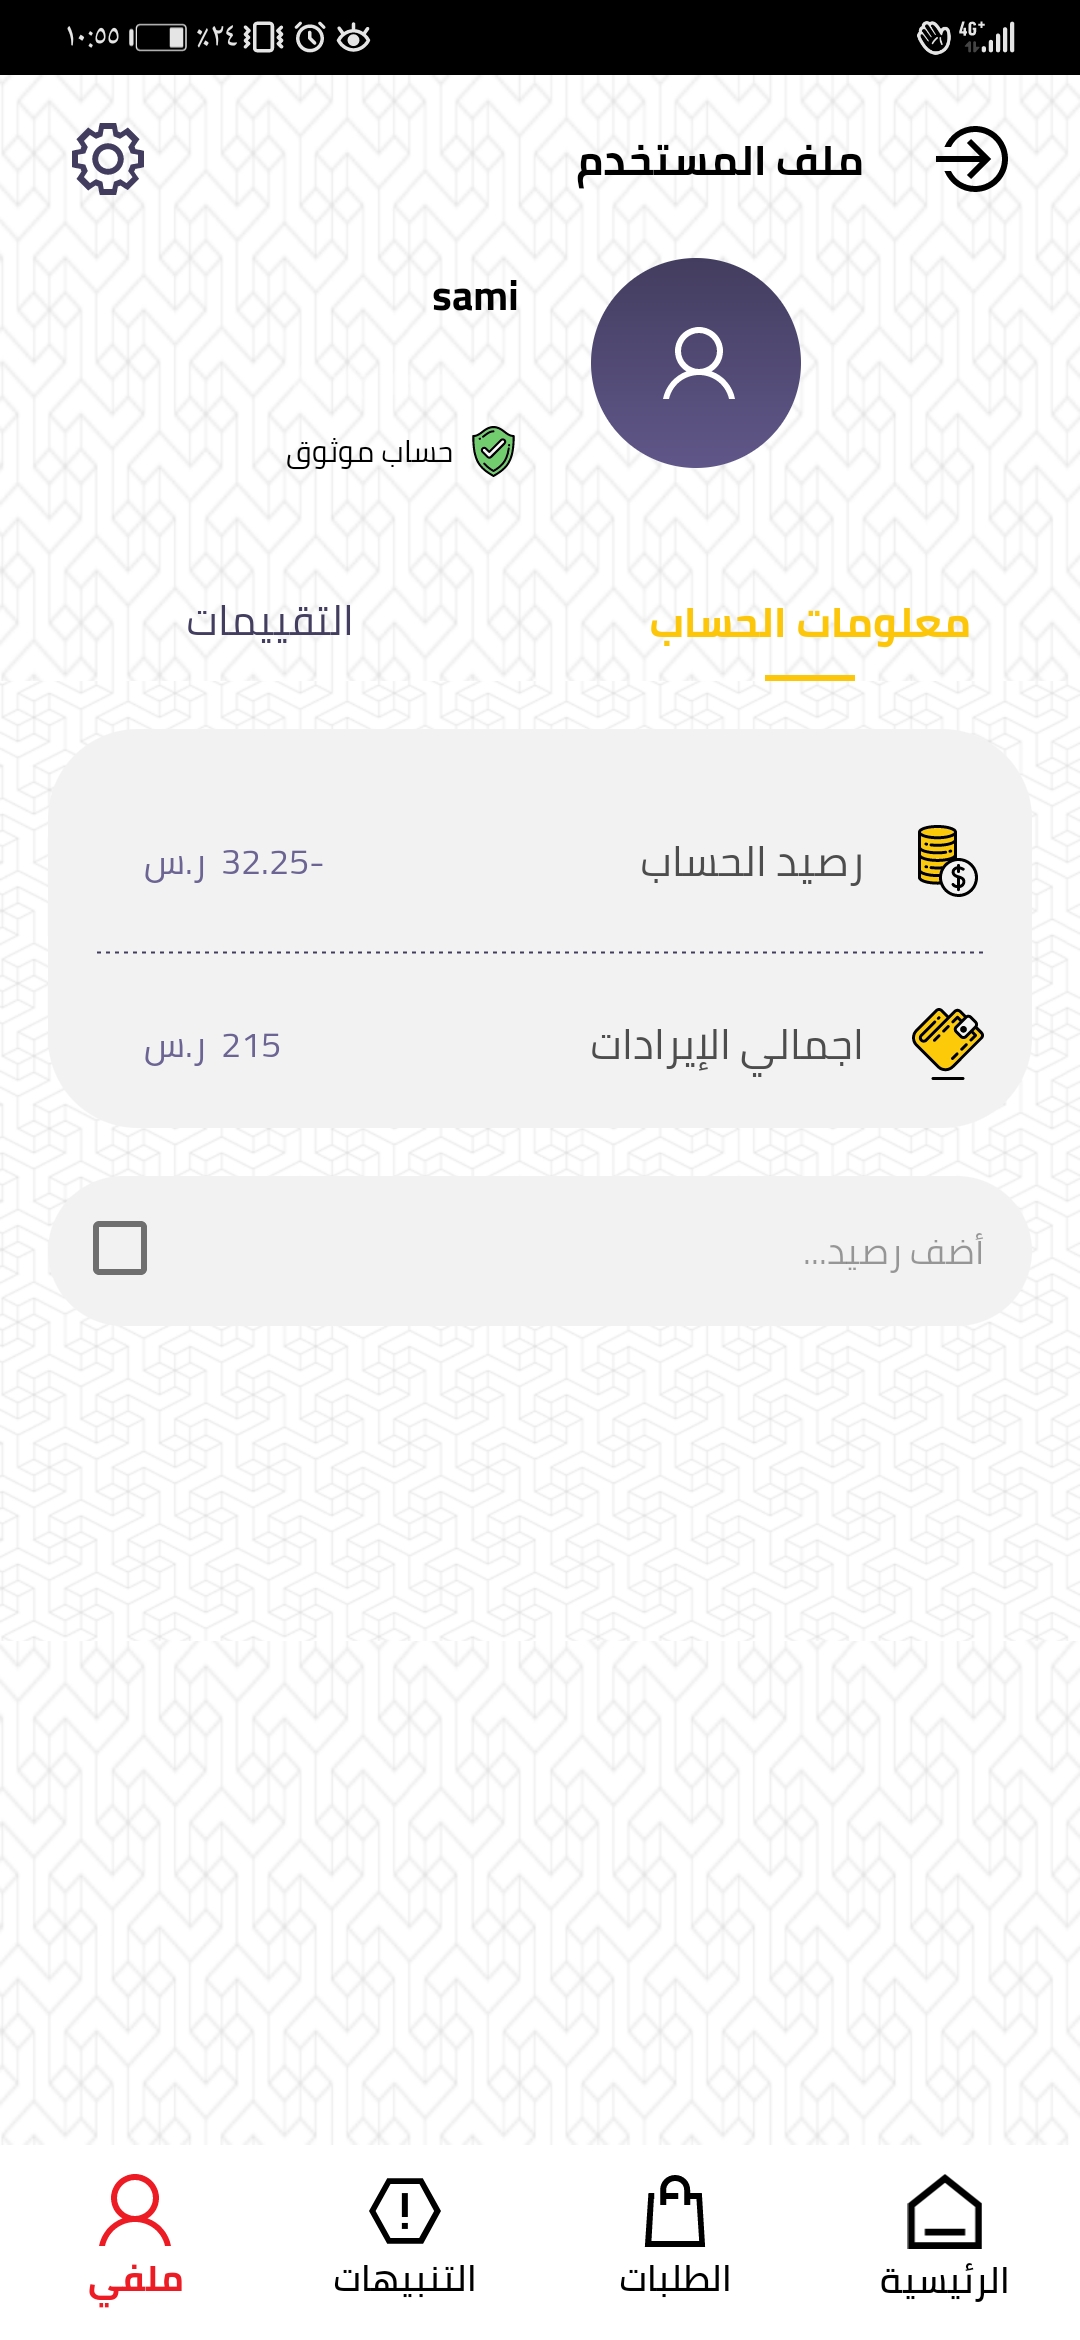 ١٠:٥٥ ٪٢٤ 4G+
ملف المستخدم
sami
حساب موثوق
معلومات الحساب
التقييمات
رصيد الحساب
-32.25 ر.س
اجمالي الإيرادات
215 ر.س
أضف رصيد...
الرئيسية
الطلبات
التنبيهات
ملفي